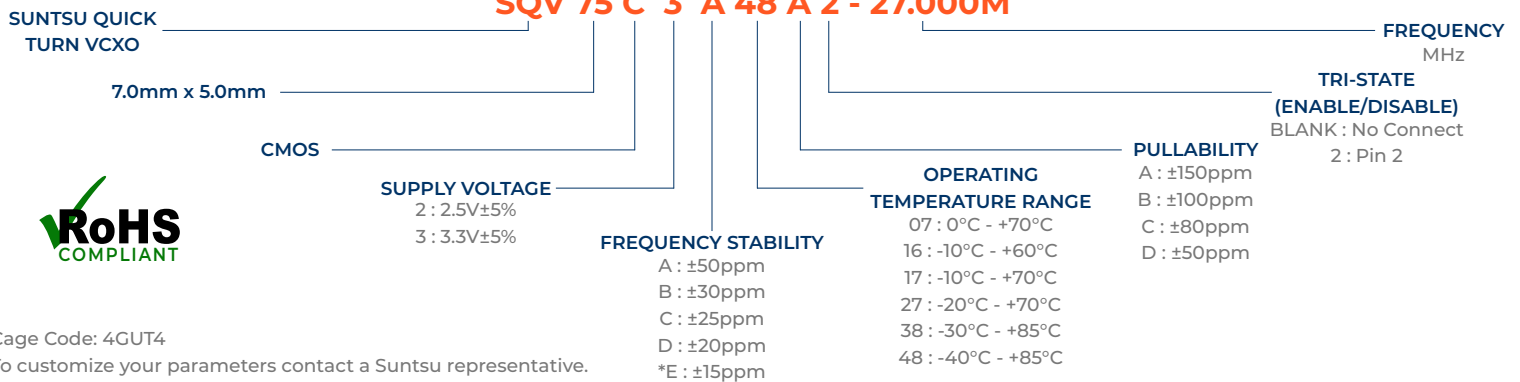 SQV 75 C 3 A 48 A 2 - 27.000M
SUNTSU QUICK
TURN VCXO
7.0mm x 5.0mm
CMOS
SUPPLY VOLTAGE
2 : 2.5V±5%
3 : 3.3V±5%
FREQUENCY STABILITY
A : ±50ppm
B : ±30ppm
C : ±25ppm
D : ±20ppm
*E : ±15ppm
OPERATING
TEMPERATURE RANGE
07 : 0°C - +70°C
16 : -10°C - +60°C
17 : -10°C - +70°C
27 : -20°C - +70°C
38 : -30°C - +85°C
48 : -40°C - +85°C
PULLABILITY
A : ±150ppm
B : ±100ppm
C : ±80ppm
D : ±50ppm
TRI-STATE
(ENABLE/DISABLE)
BLANK : No Connect
2 : Pin 2
FREQUENCY
MHz
RoHS
COMPLIANT
Cage Code: 4GUT4
To customize your parameters contact a Suntsu representative.